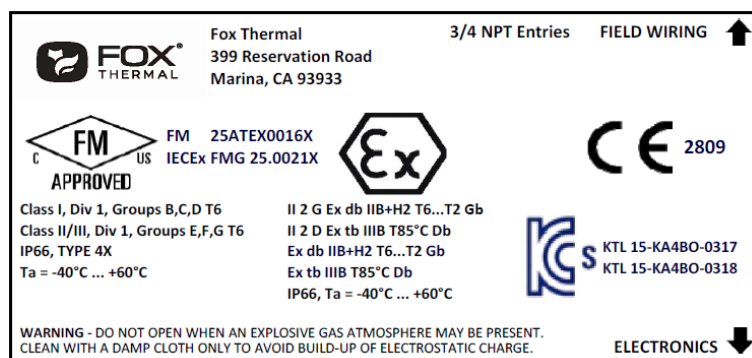 FOX®
THERMAL
Fox Thermal
399 Reservation Road
Marina, CA 93933
3/4 NPT Entries
FIELD WIRING
FM
C US
APPROVED
FM 25ATEX0016X
IECEx FMG 25.0021X
Ex
CE 2809
Class I, Div 1, Groups B,C,D T6
Class II/III, Div 1, Groups E,F,G T6
IP66, TYPE 4X
Ta = -40°C ... +60°C
II 2 G Ex db IIB+H2 T6...T2 Gb
II 2 D Ex tb IIIB T85°C Db
Ex db IIB+H2 T6...T2 Gb
Ex tb IIIB T85°C Db
IP66, Ta = -40°C ... +60°C
KC s
KTL 15-KA4BO-0317
KTL 15-KA4BO-0318
WARNING - DO NOT OPEN WHEN AN EXPLOSIVE GAS ATMOSPHERE MAY BE PRESENT.
CLEAN WITH A DAMP CLOTH ONLY TO AVOID BUILD-UP OF ELECTROSTATIC CHARGE.
ELECTRONICS